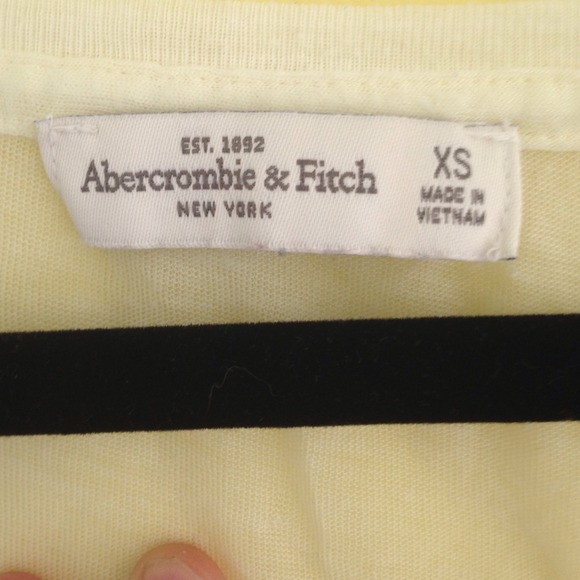 EST. 1892
Abercrombie & Fitch
NEW YORK
XS
MADE IN
VIETNAM